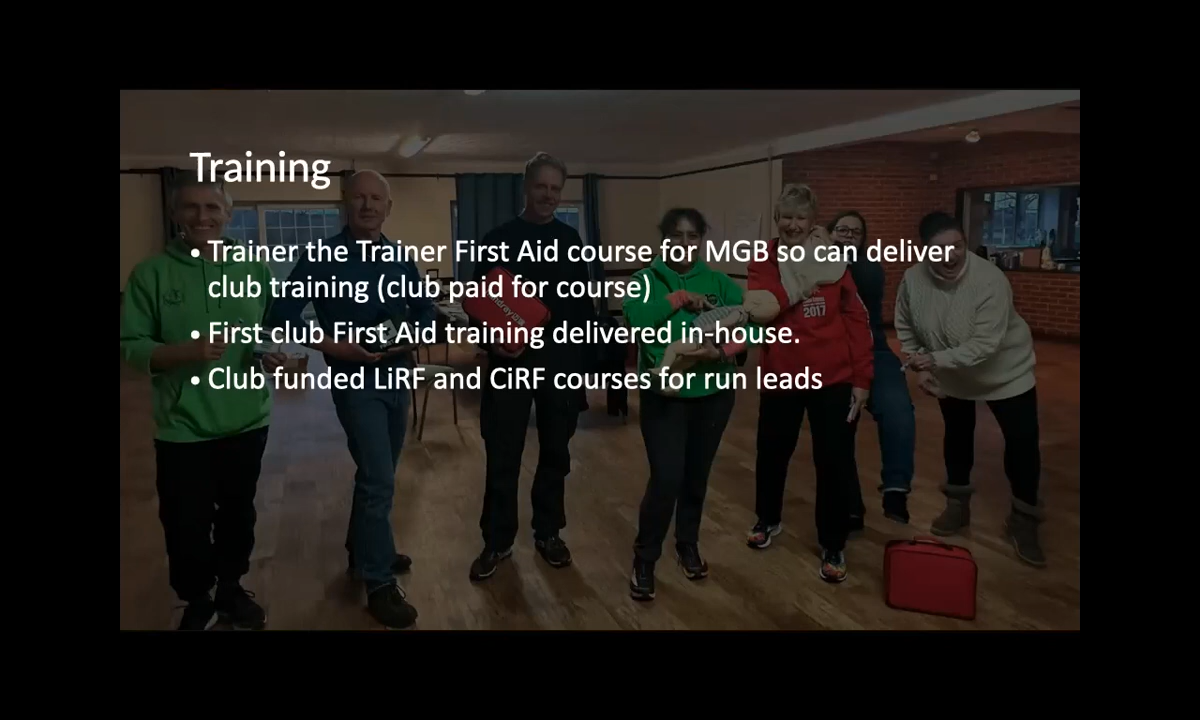 Training
• Trainer the Trainer First Aid course for MGB so can deliver
club training (club paid for course)
• First club First Aid training delivered in-house.
• Club funded LiRF and CiRF courses for run leads
2017